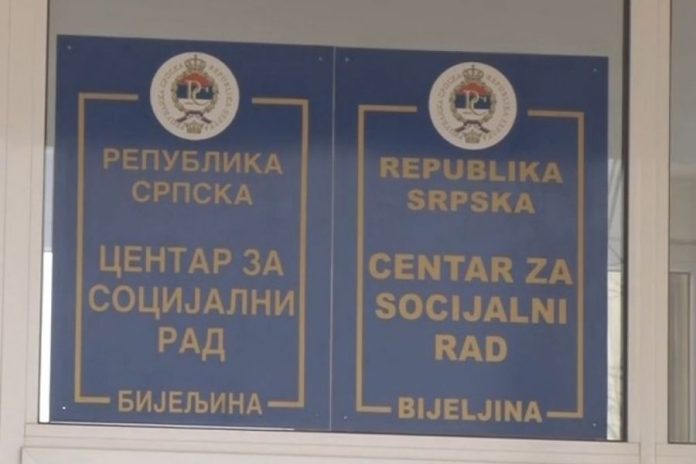 РЕПУБЛИКА
СРПСКА
ЦЕНТАР ЗА
СОЦИЈАЛНИ
РАД
БИЈЕЉИНА
REPUBLIKA
SRPSKA
CENTAR ZA
SOCIJALNI
RAD
BIJELJINA